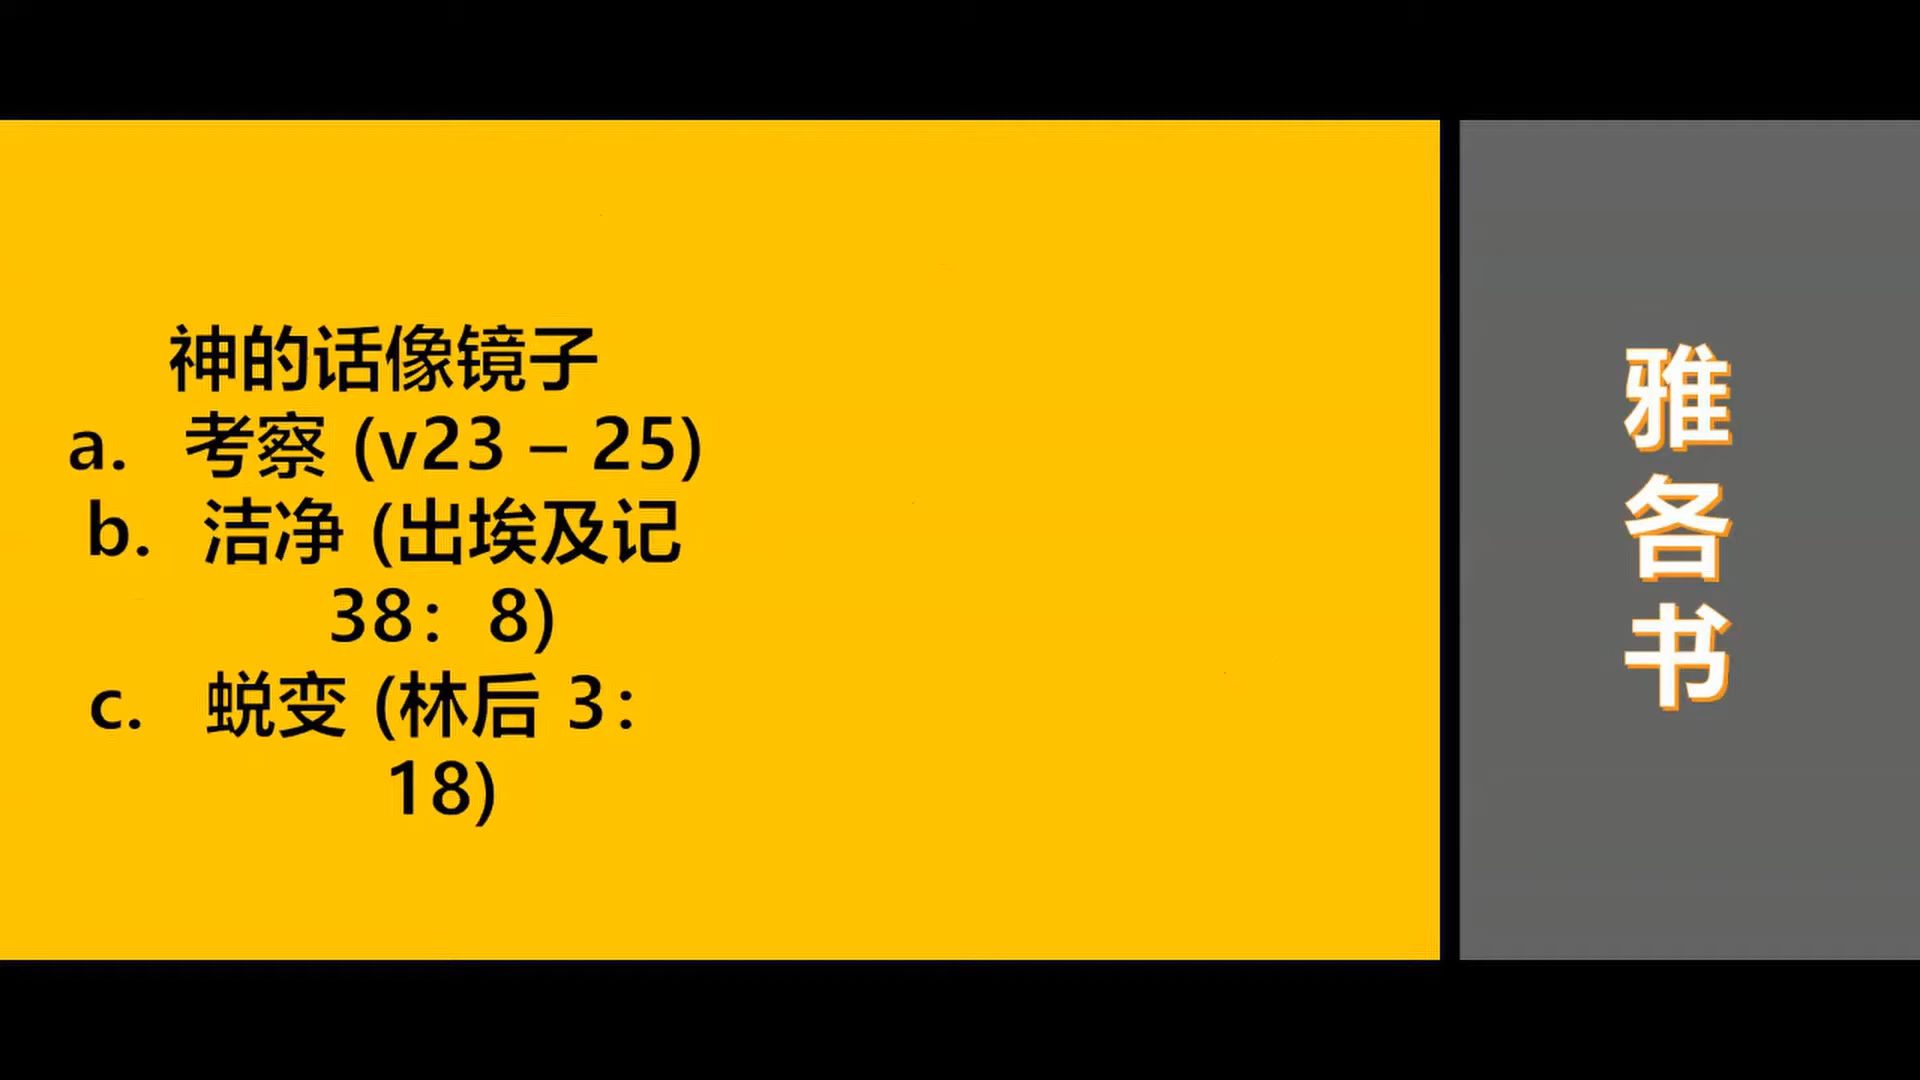 神的话像镜子
a. 考察 (v23 – 25)
b. 洁净 (出埃及记
38：8)
c. 蜕变 (林后 3：
18)
雅各书